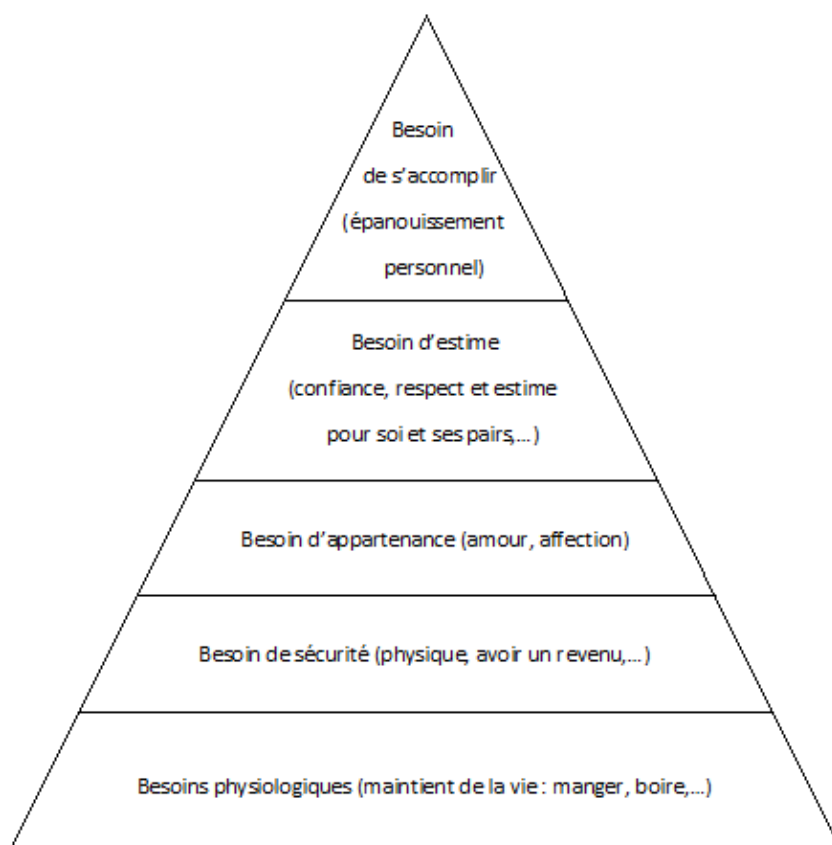 Besoin
de s’accomplir
(épanouissement
personnel)
Besoin d’estime
(confiance, respect et estime
pour soi et ses pairs,…)
Besoin d’appartenance (amour, affection)
Besoin de sécurité (physique, avoir un revenu,…)
Besoins physiologiques (maintient de la vie : manger, boire,…)